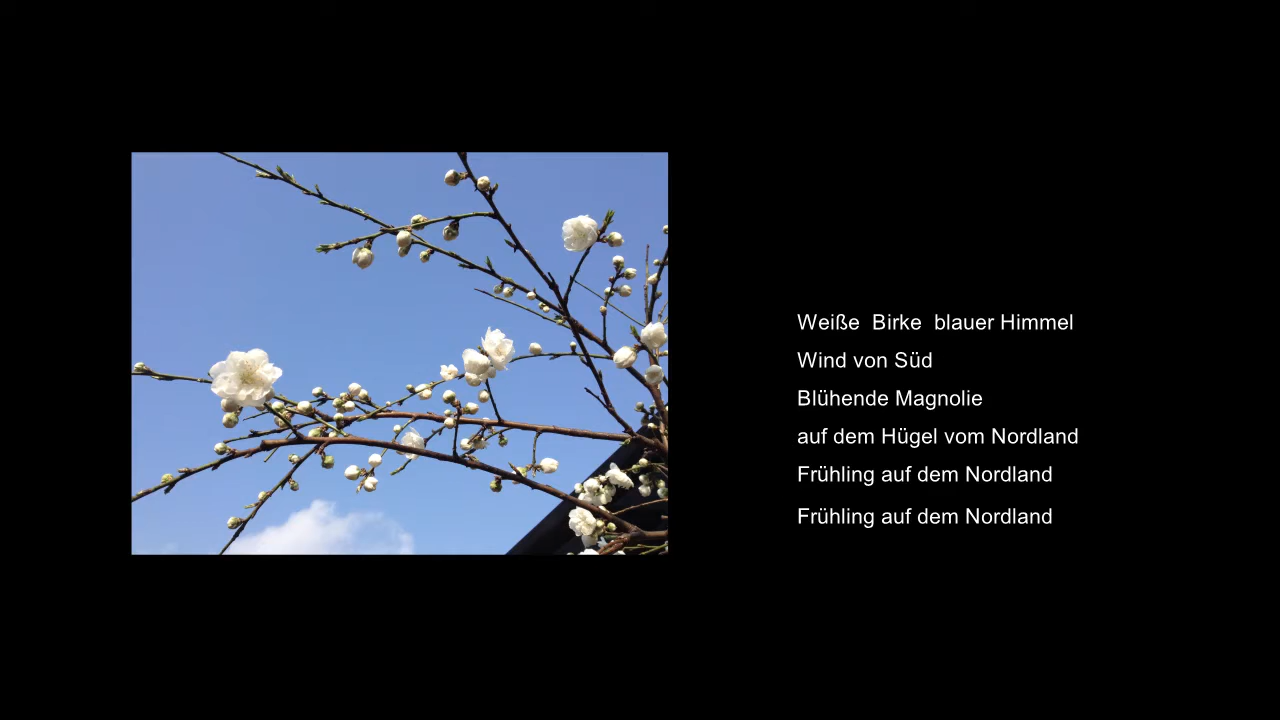 Weiße  Birke  blauer Himmel
Wind von Süd
Blühende Magnolie
auf dem Hügel vom Nordland
Frühling auf dem Nordland
Frühling auf dem Nordland